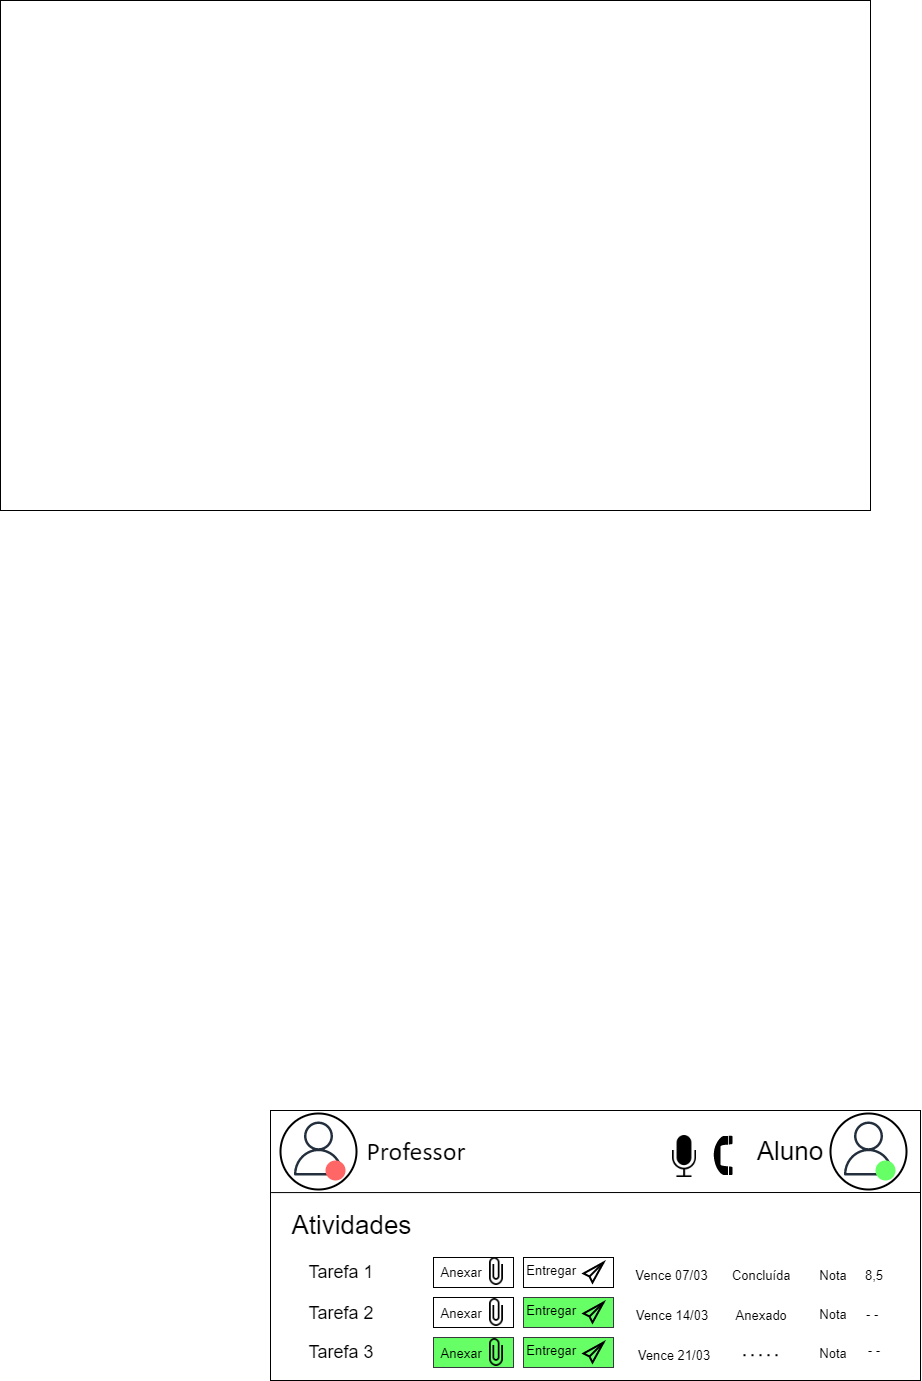 Professor Aluno
Atividades
Tarefa 1 Anexar Entregar Vence 07/03 Concluída Nota 8,5
Tarefa 2 Anexar Entregar Vence 14/03 Anexado Nota - -
Tarefa 3 Anexar Entregar Vence 21/03 . . . . . Nota - -